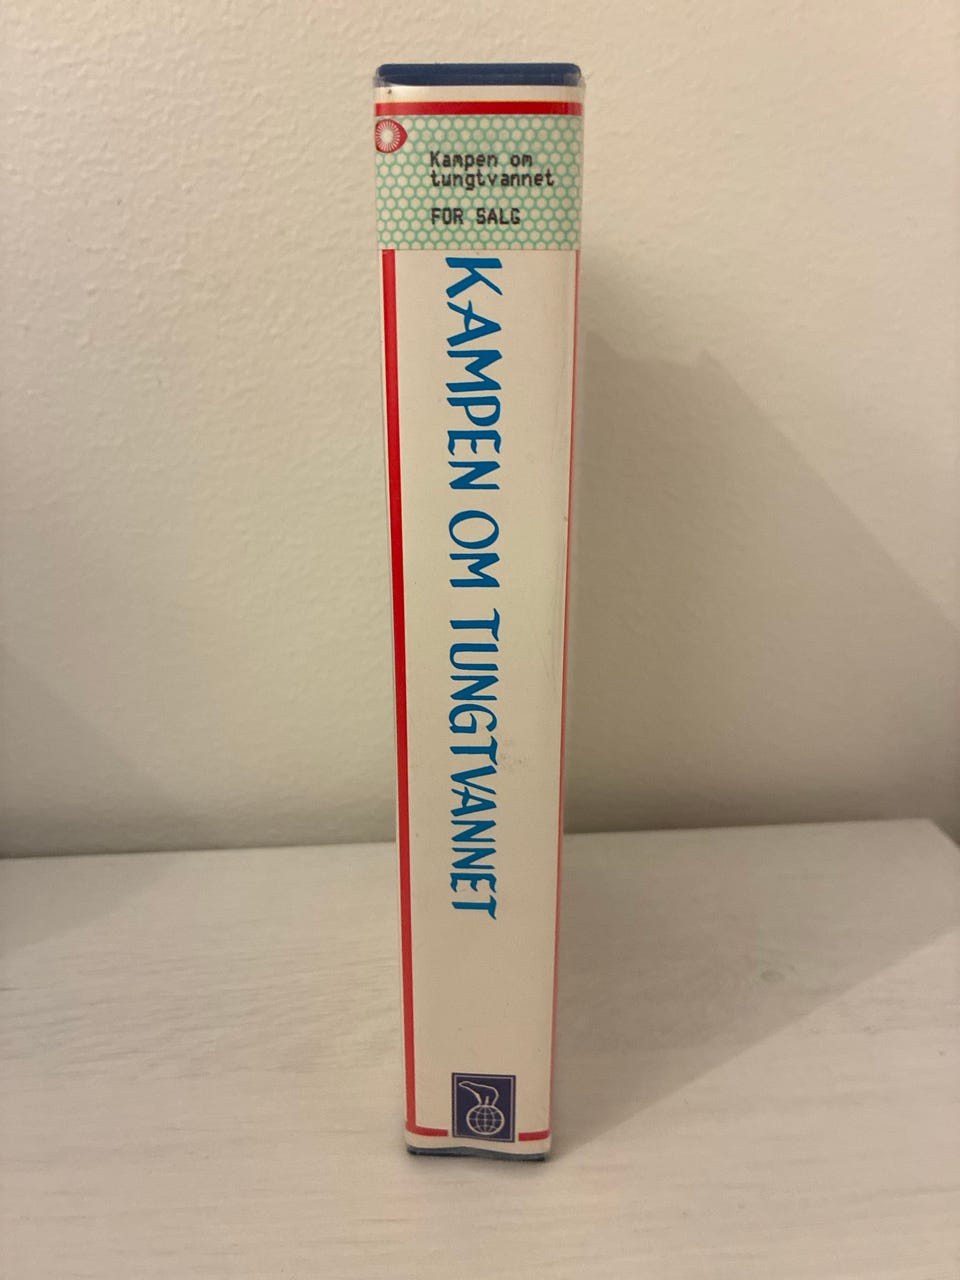 Kampen om
tungtvannet
FOR SALG
KAMPEN OM TUNGTVANNET